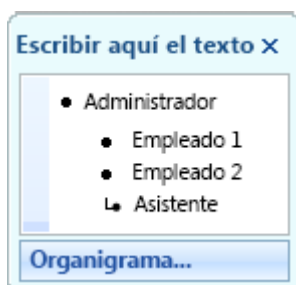 Escribir aquí el texto ×
• Administrador
• Empleado 1
• Empleado 2
Asistente
Organigrama...